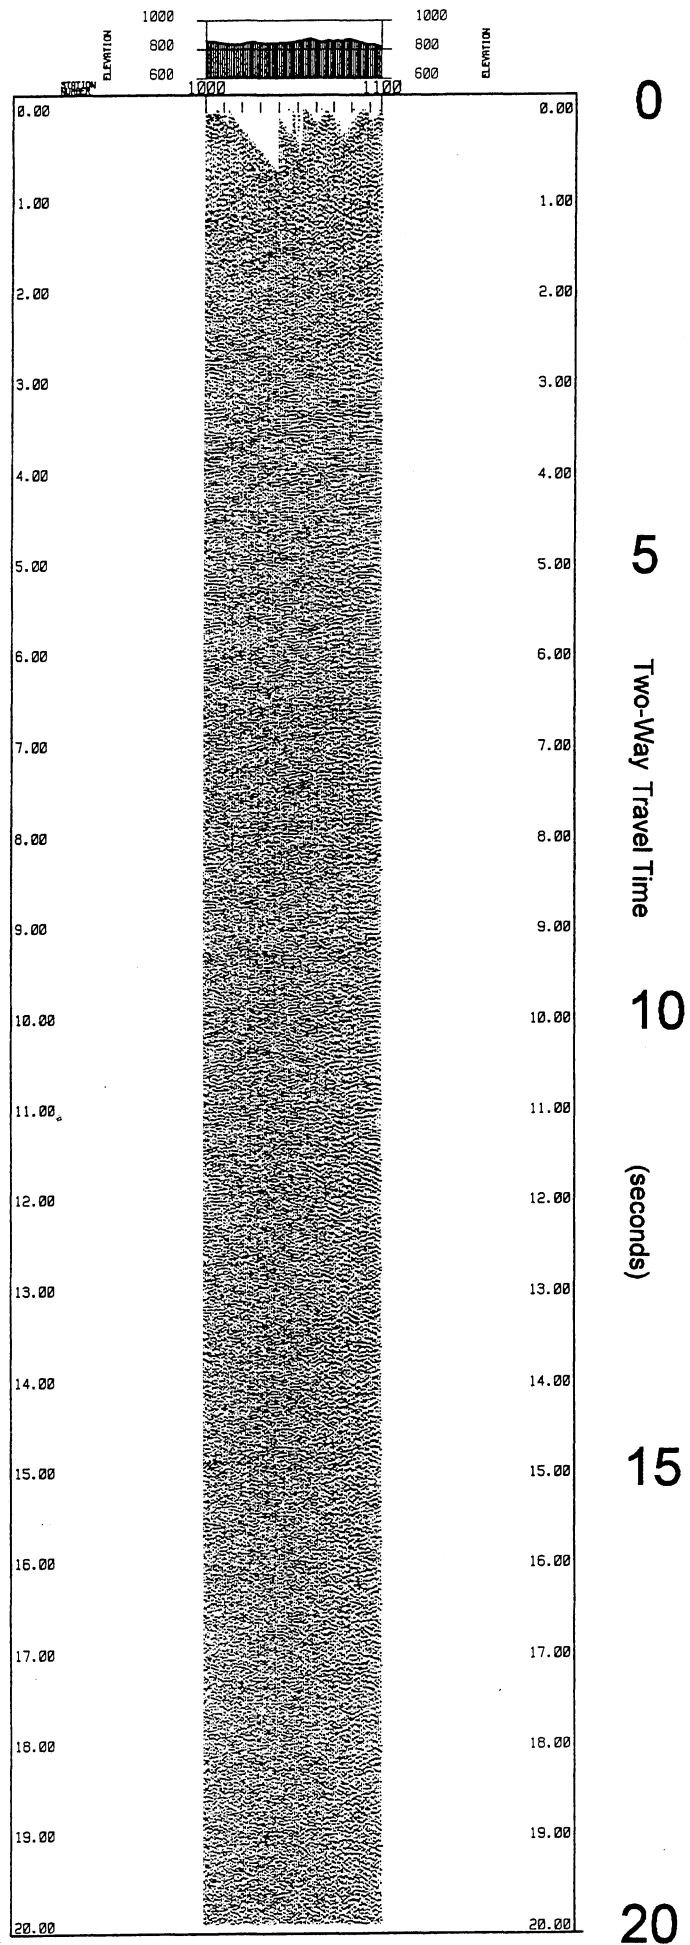 1000 1000
ELEVATION 800 800 ELEVATION
600 600
STATION
NUMBER 1000 1100
0.00 0.00 0
1.00 1.00
2.00 2.00
3.00 3.00
4.00 4.00
5.00 5.00 5
6.00 6.00
7.00 7.00
8.00 8.00
Two-Way Travel Time
9.00 9.00
10.00 10.00 10
11.00 11.00
12.00 12.00
(seconds)
13.00 13.00
14.00 14.00
15.00 15.00 15
16.00 16.00
17.00 17.00
18.00 18.00
19.00 19.00
20.00 20.00 20